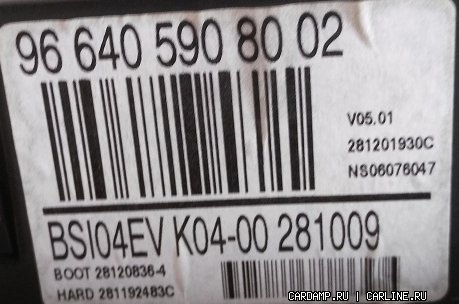 96 640 590 80 02
V05.01
281201930C
NS06076047
BSI04EV K04-00 281009
BOOT 28120836-4
HARD 281192483C
CARDAMP.RU | CARLINE.RU